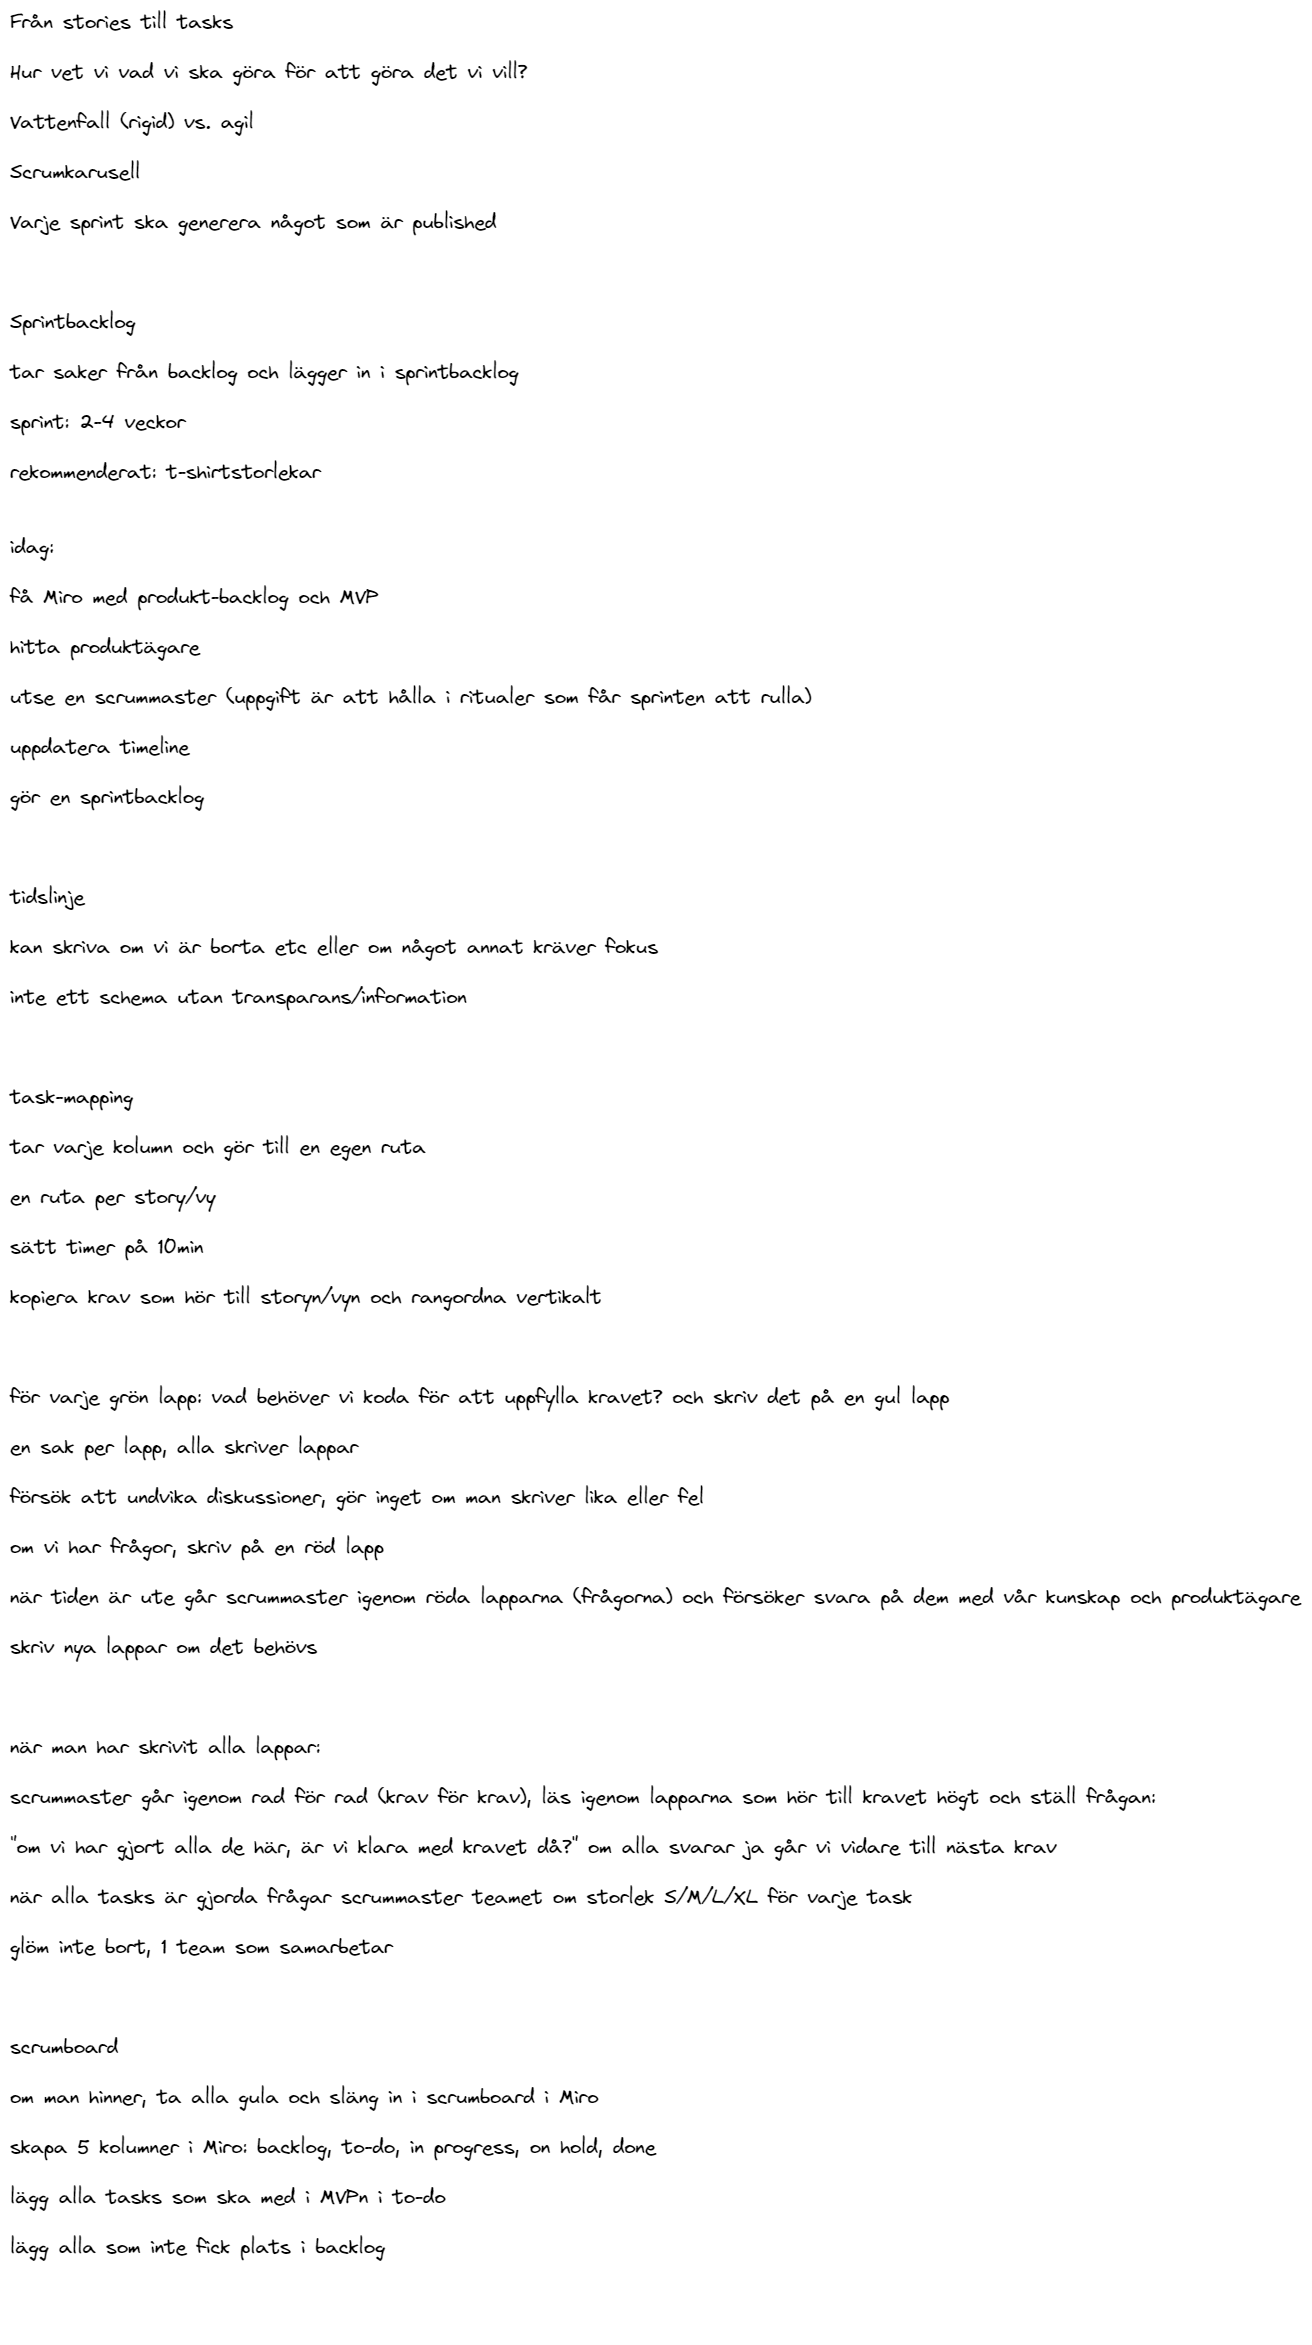 Från stories till tasks
Hur vet vi vad vi ska göra för att göra det vi vill?
Vattenfall (rigid) vs. agil
Scrumkarusell
Varje sprint ska generera något som är published
Sprintbacklog
tar saker från backlog och lägger in i sprintbacklog
sprint: 2-4 veckor
rekommenderat: t-shirtstorlekar
idag:
få Miro med produkt-backlog och MVP
hitta produktägare
utse en scrummaster (uppgift är att hålla i ritualer som får sprinten att rulla)
uppdatera timeline
gör en sprintbacklog
tidslinje
kan skriva om vi är borta etc eller om något annat kräver fokus
inte ett schema utan transparans/information
task-mapping
tar varje kolumn och gör till en egen ruta
en ruta per story/vy
sätt timer på 10min
kopiera krav som hör till storyn/vyn och rangordna vertikalt
för varje grön lapp: vad behöver vi koda för att uppfylla kravet? och skriv det på en gul lapp
en sak per lapp, alla skriver lappar
försök att undvika diskussioner, gör inget om man skriver lika eller fel
om vi har frågor, skriv på en röd lapp
när tiden är ute går scrummaster igenom röda lapparna (frågorna) och försöker svara på dem med vår kunskap och produktägare
skriv nya lappar om det behövs
när man har skrivit alla lappar:
scrummaster går igenom rad för rad (krav för krav), läs igenom lapparna som hör till kravet högt och ställ frågan:
"om vi har gjort alla de här, är vi klara med kravet då?" om alla svarar ja går vi vidare till nästa krav
när alla tasks är gjorda frågar scrummaster teamet om storlek S/M/L/XL för varje task
glöm inte bort, 1 team som samarbetar
scrumboard
om man hinner, ta alla gula och släng in i scrumboard i Miro
skapa 5 kolumner i Miro: backlog, to-do, in progress, on hold, done
lägg alla tasks som ska med i MVPn i to-do
lägg alla som inte fick plats i backlog